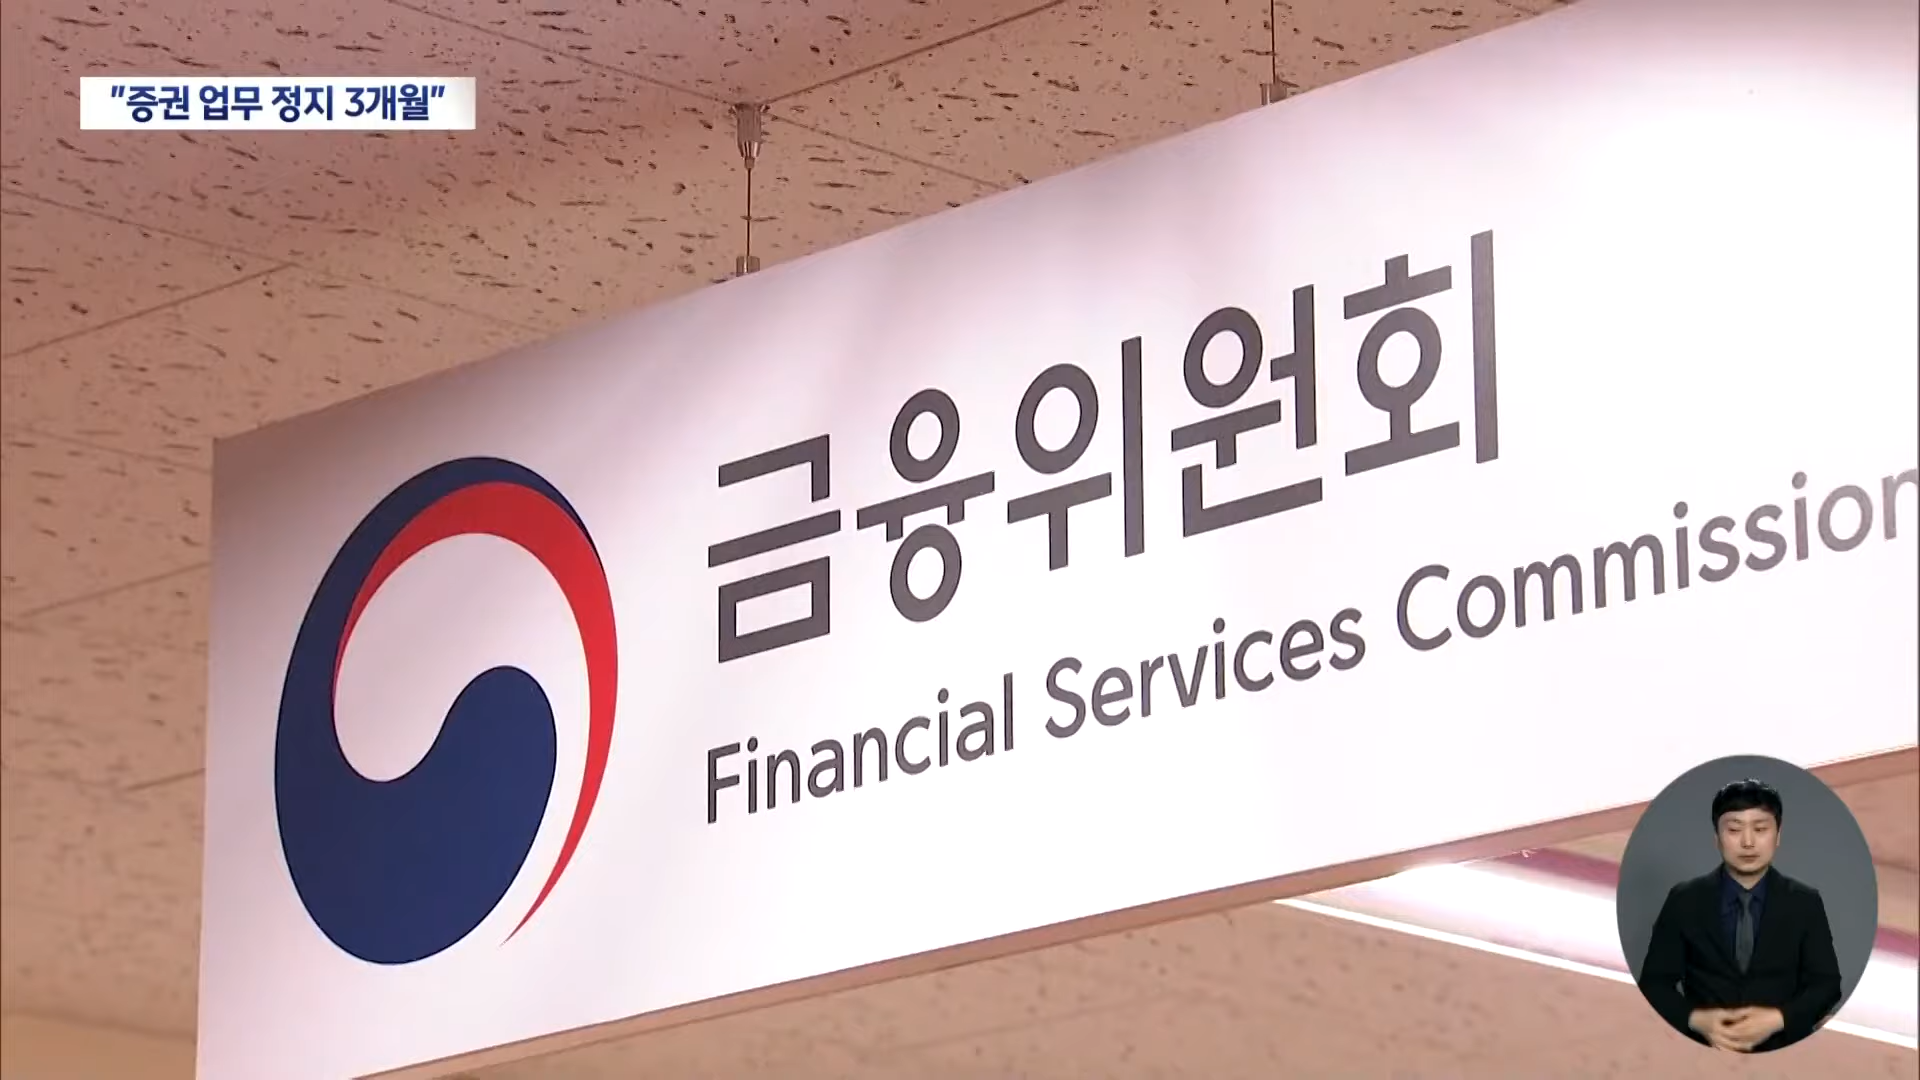 "증권 업무 정지 3개월"
금융위원회
Financial Services Commission